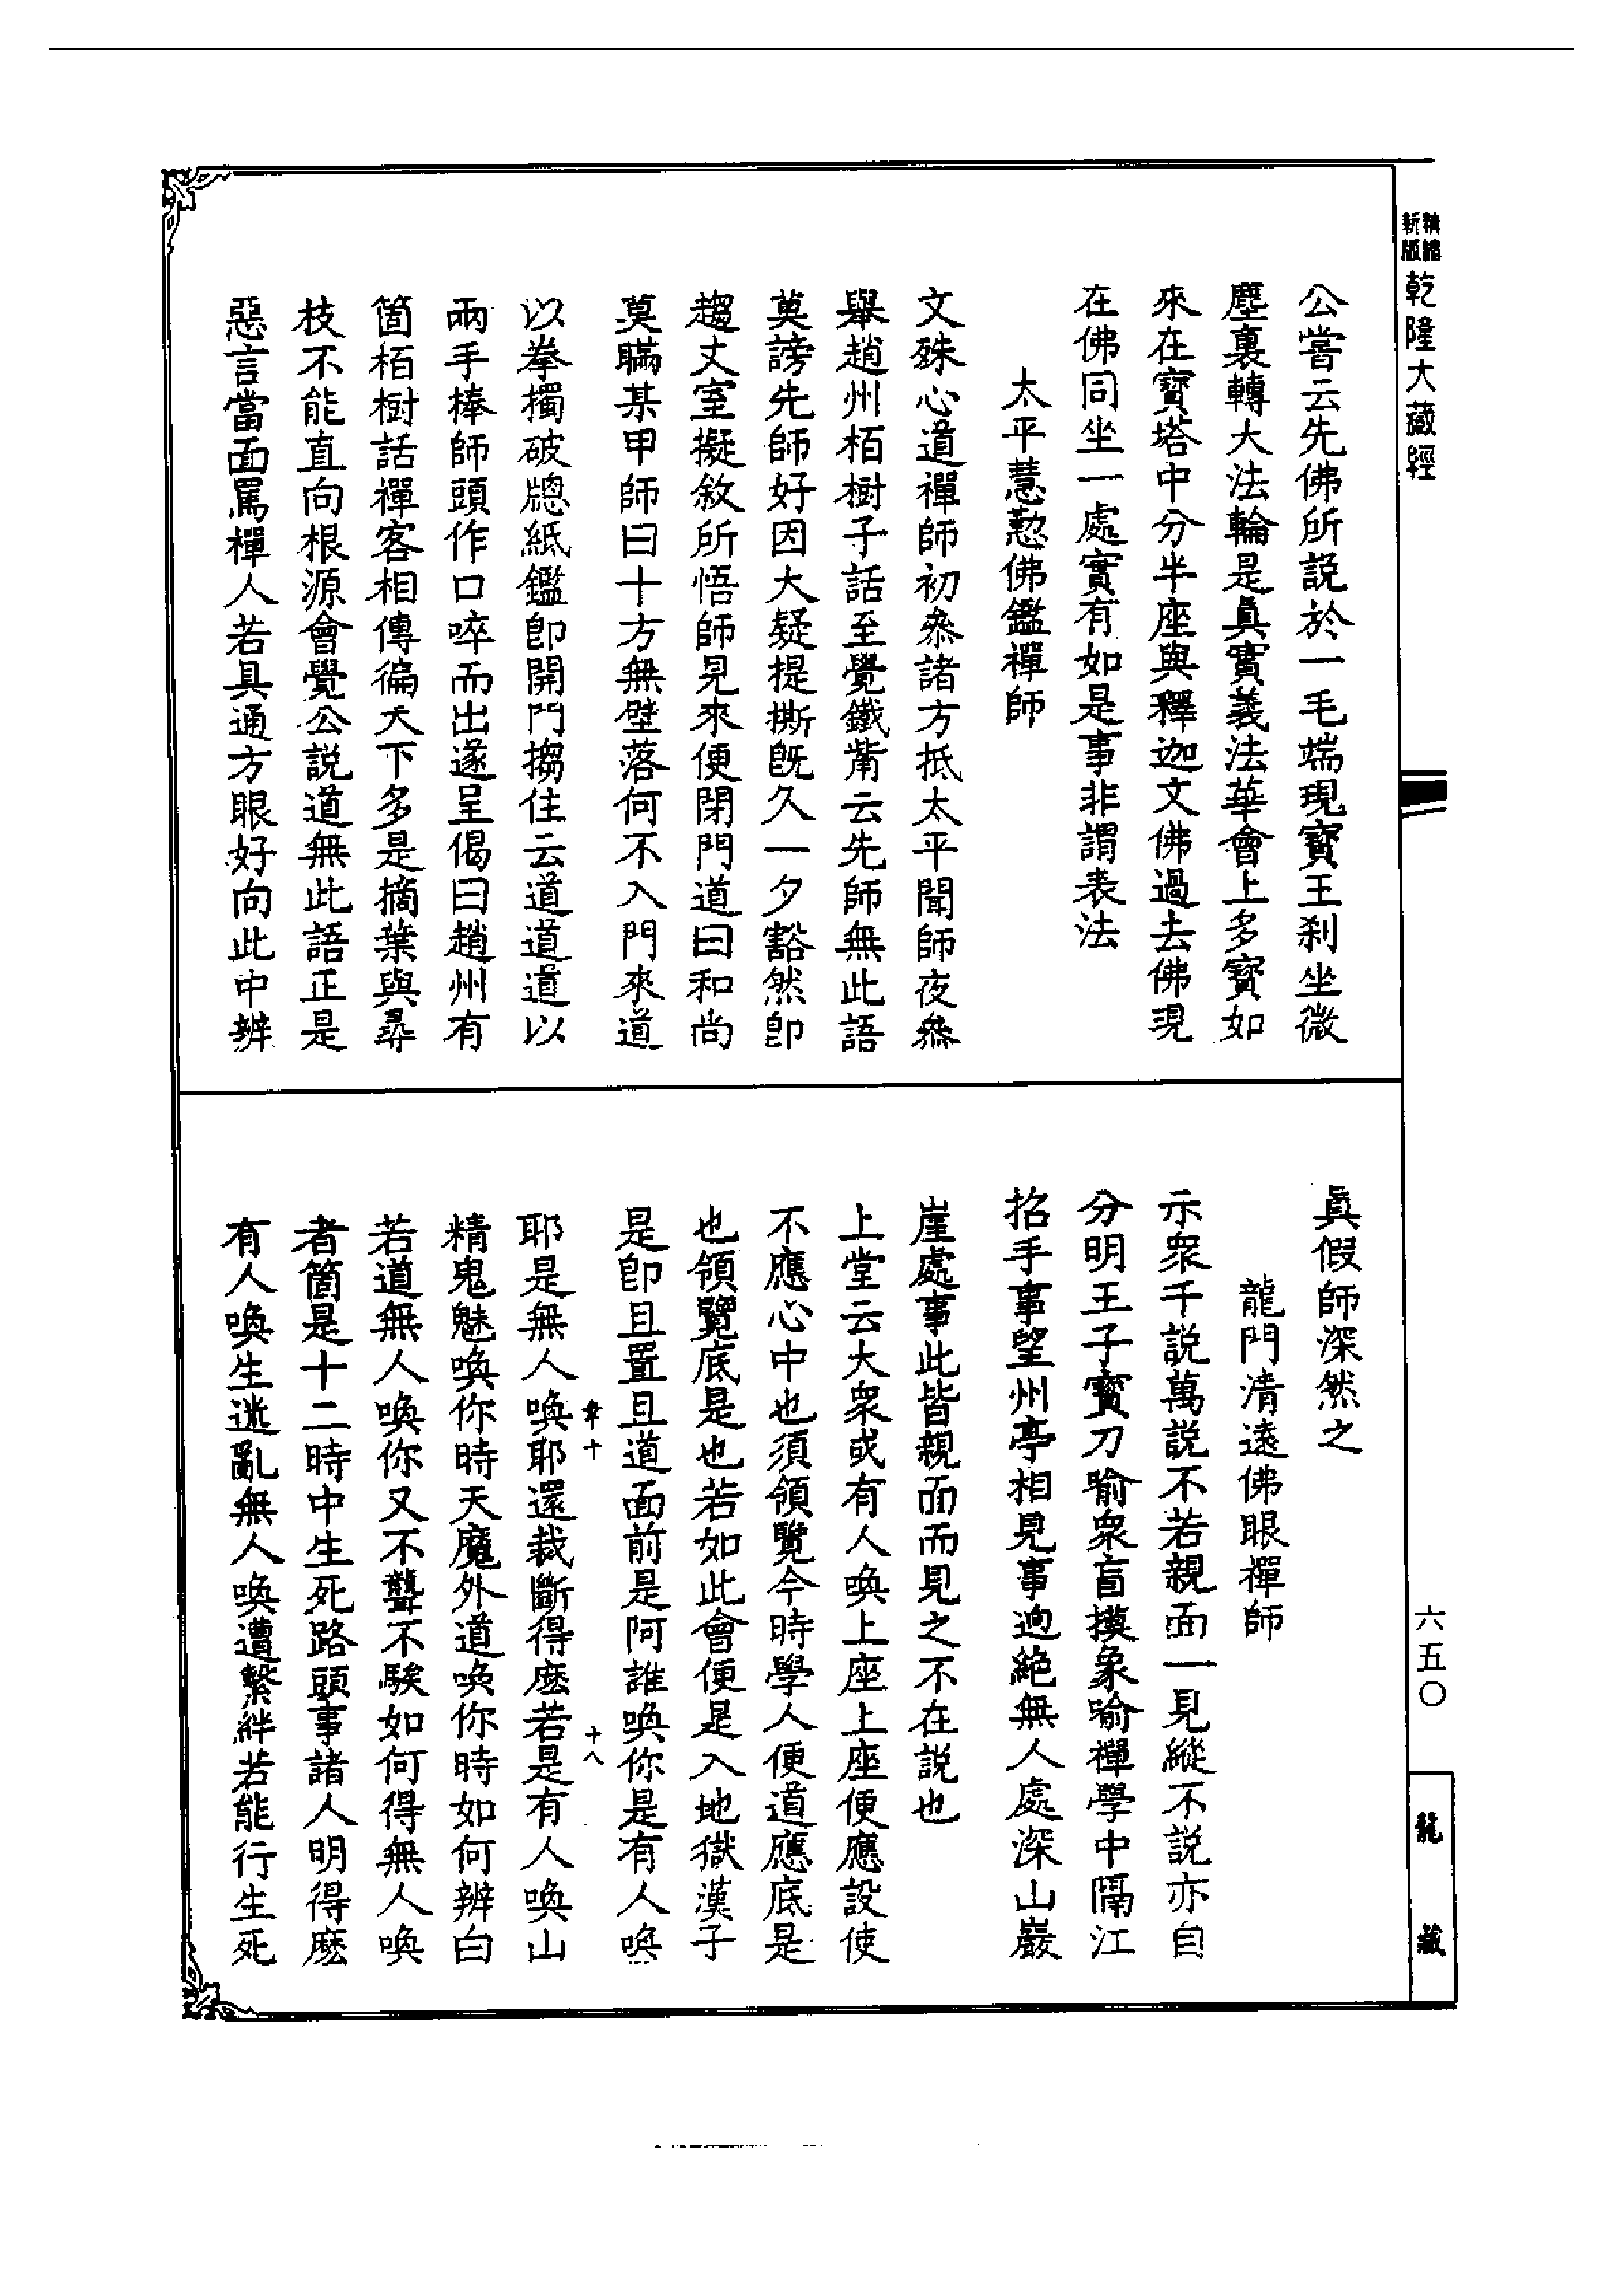 精縮新版
乾隆大藏經
公嘗云先佛所説於一毛端現寳王刹坐微
塵裏轉大法輪是眞實義法華會上多寳如
來在寳塔中分半座與釋迦文佛過去佛現
在佛同坐一處實有如是事非謂表法
太平慧懃佛鑑禪師
文殊心道禪師初叅諸方抵太平聞師夜叅
舉趙州栢樹子話至覺鐵觜云先師無此語
莫謗先師好因大疑提撕旣久一夕豁然卽
趨丈室擬敘所悟師見來便閉門道曰和尚
莫瞞某甲師曰十方無壁落何不入門來道
以拳擉破牕紙鑑卽開門搊住云道道道以
兩手棒師頭作口啐而出遂呈偈曰趙州有
箇栢樹話禪客相傳徧天下多是摘葉與尋
枝不能直向根源會覺公説道無此語正是
惡言當面罵禪人若具通方眼好向此中辨
眞假師深然之
龍門清遠佛眼禪師
示衆千説萬説不若親面一見縱不説亦自
分明王子寳刀喻衆盲摸象喻禪學中隔江
招手事望州亭相見事逈絶無人處深山巖
崖處事此皆親面而見之不在説也
上堂云大衆或有人喚上座上座便應設使
不應心中也須領覽今時學人便道應底是
也領覽底是也若如此會便是入地獄漢子
是卽且置且道面前是阿誰喚你是有人喚
十
十八
耶是無人喚耶還裁斷得麽若是有人喚山
精鬼魅喚你時天魔外道喚你時如何辨白
若道無人喚你又不聾不騃如何得無人喚
者箇是十二時中生死路頭事諸人明得麽
有人喚生迷亂無人喚遭繫絆若能行生死
六五〇
龍藏